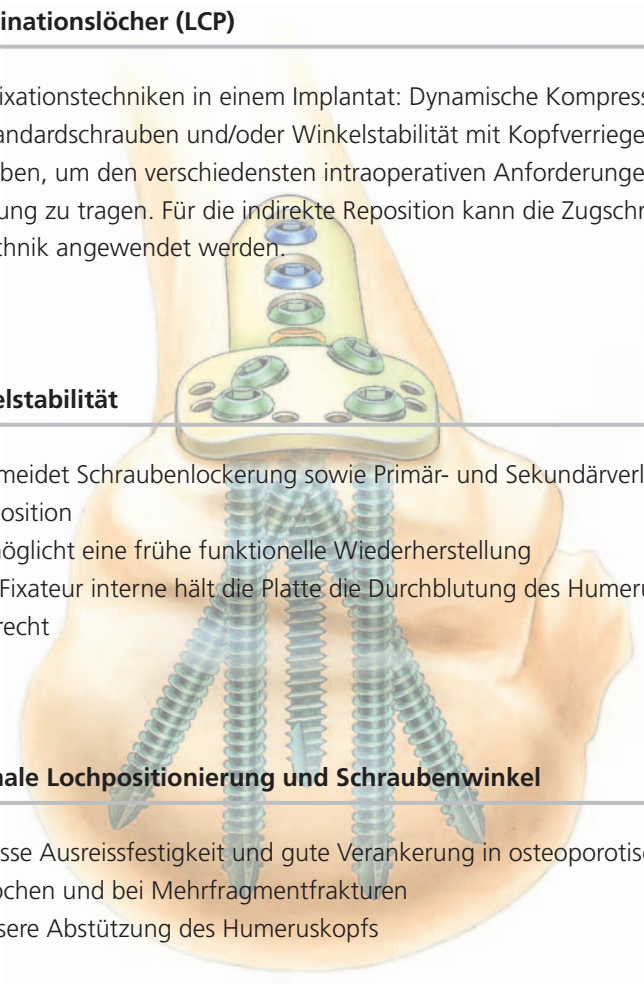 inationslöcher (LCP)
ixationstechniken in einem Implantat: Dynamische Kompress
andardschrauben und/oder Winkelstabilität mit Kopfverriege
ben, um den verschiedensten intraoperativen Anforderunge
ung zu tragen. Für die indirekte Reposition kann die Zugschr
chnik angewendet werden.
elstabilität
meidet Schraubenlockerung sowie Primär- und Sekundärverl
osition
nöglicht eine frühe funktionelle Wiederherstellung
Fixateur interne hält die Platte die Durchblutung des Humeru
recht
nale Lochpositionierung und Schraubenwinkel
sse Ausreissfestigkeit und gute Verankerung in osteoporotisc
ochen und bei Mehrfragmentfrakturen
sere Abstützung des Humeruskopfs